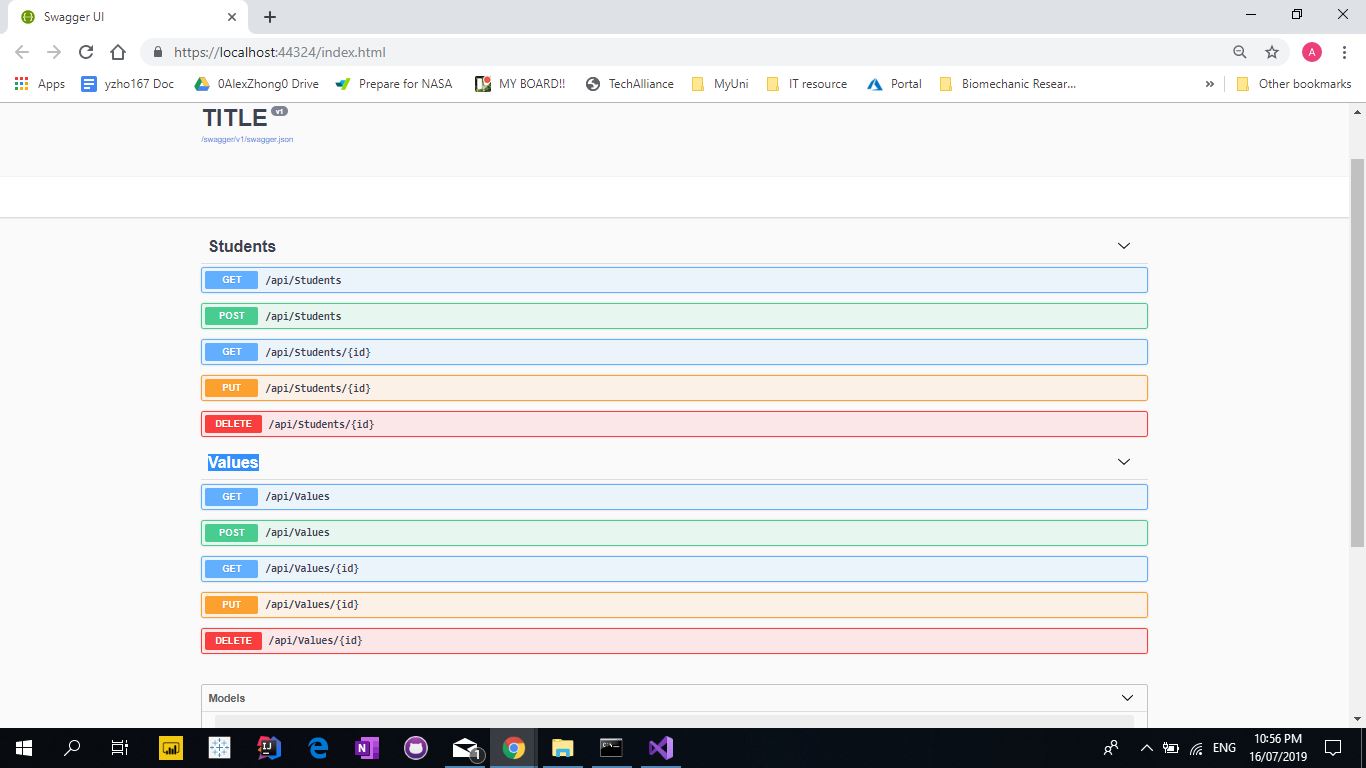 Swagger UI
https://localhost:44324/index.html
A
Apps yzho167 Doc 0AlexZhong0 Drive Prepare for NASA MY BOARD!! TechAlliance MyUni IT resource Portal Biomechanic Resear... » Other bookmarks
TITLE v1
/swagger/v1/swagger.json
Students
GET /api/Students
POST /api/Students
GET /api/Students/{id}
PUT /api/Students/{id}
DELETE /api/Students/{id}
Values
GET /api/Values
POST /api/Values
GET /api/Values/{id}
PUT /api/Values/{id}
DELETE /api/Values/{id}
Models
IJ
N
1
ENG
10:56 PM
16/07/2019